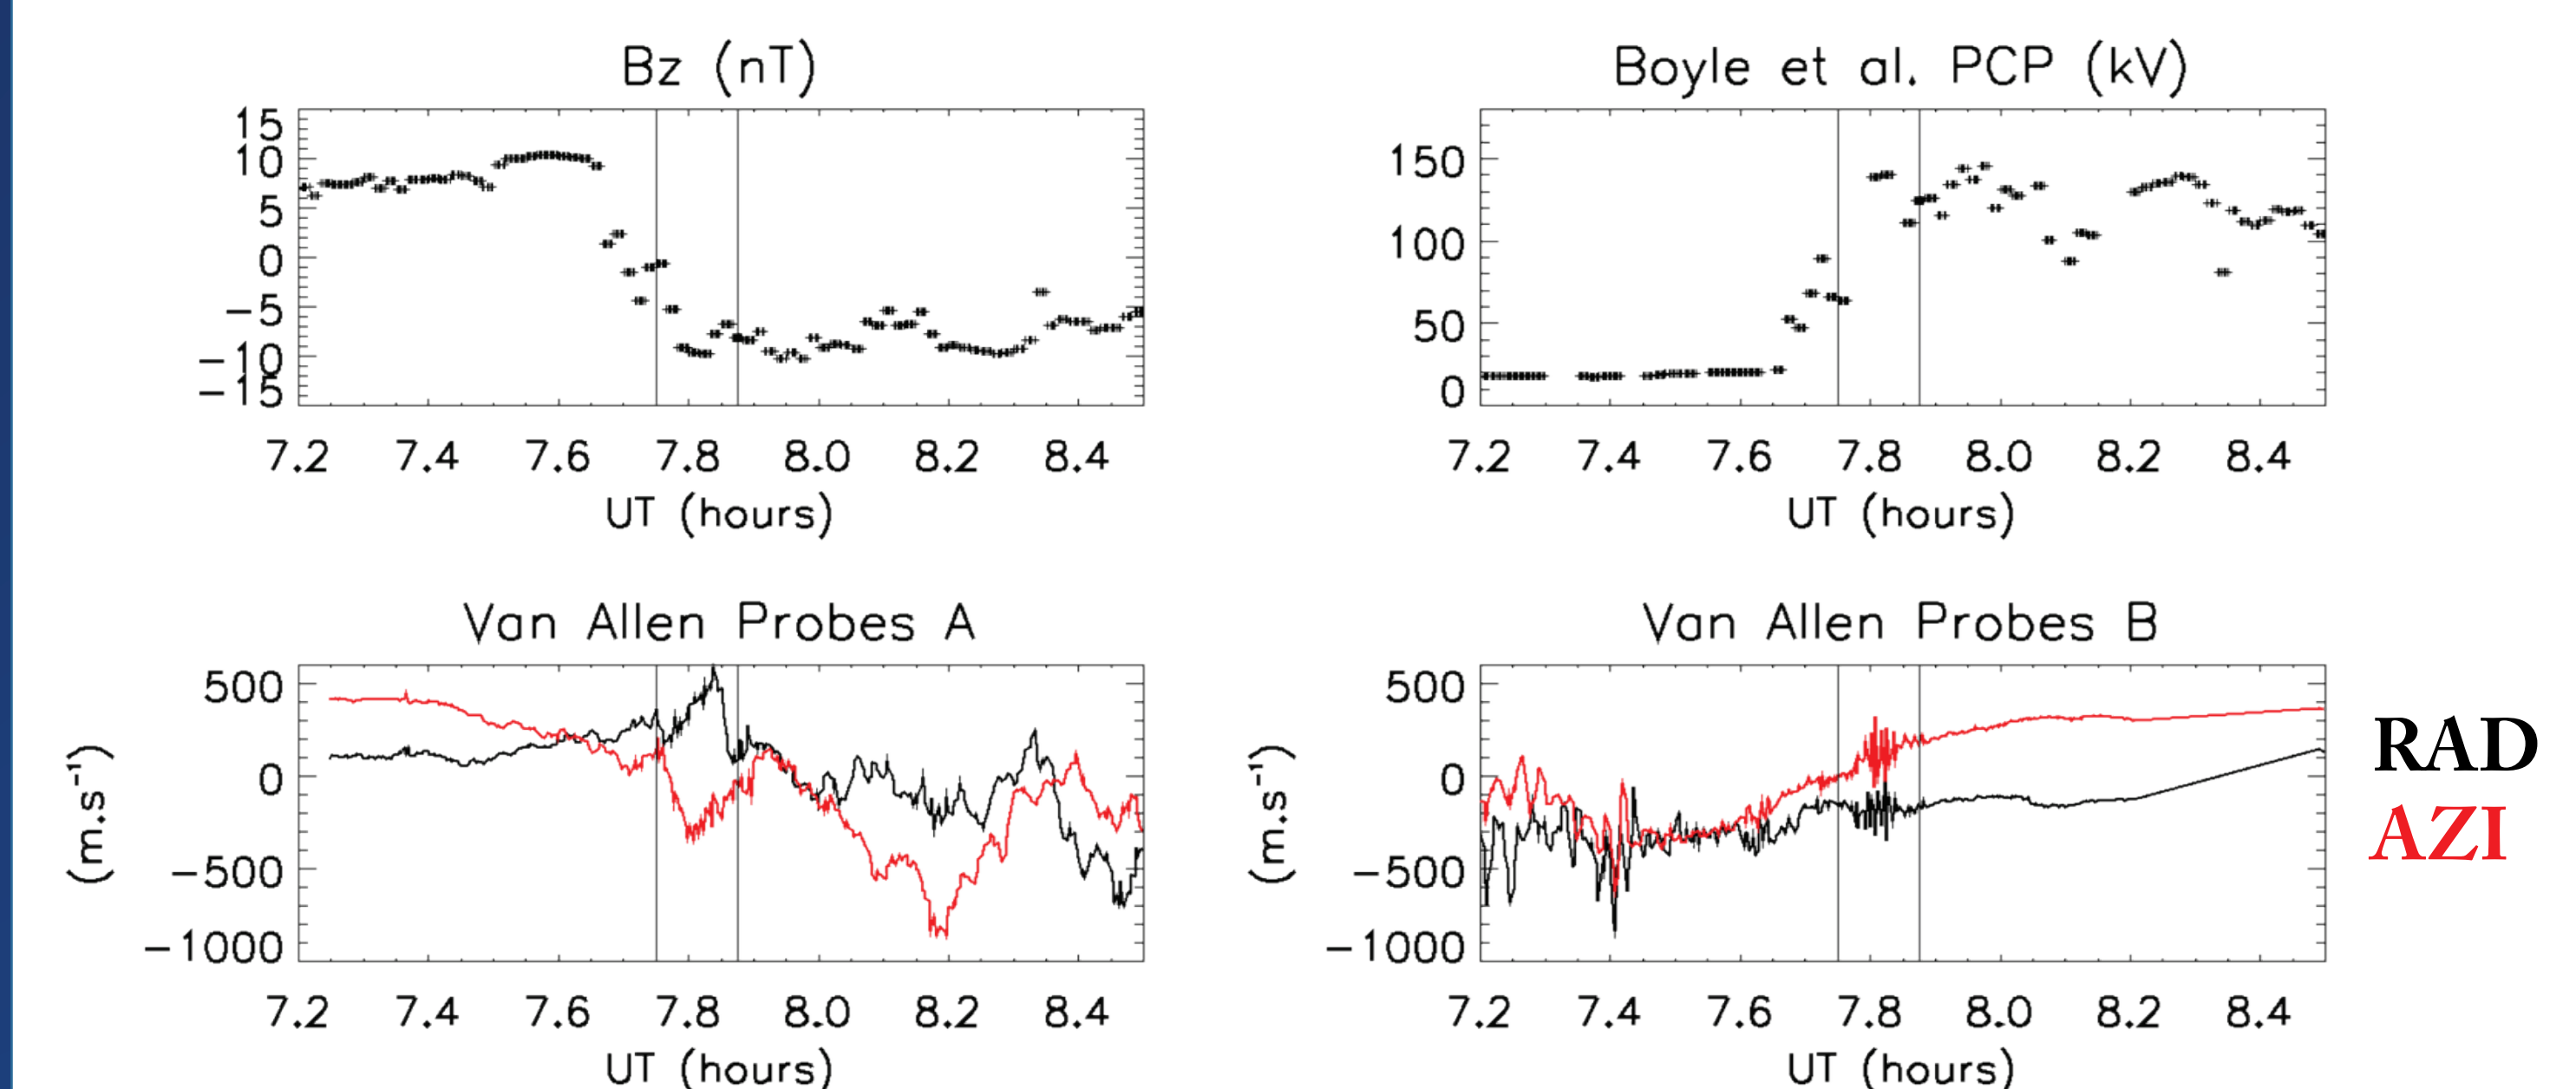 Bz (nT)
15
10
5
0
−5
−10
−15
7.2 7.4 7.6 7.8 8.0 8.2 8.4
UT (hours)
Boyle et al. PCP (kV)
150
100
50
0
7.2 7.4 7.6 7.8 8.0 8.2 8.4
UT (hours)
Van Allen Probes A
(m.s⁻¹)
500
0
−500
−1000
7.2 7.4 7.6 7.8 8.0 8.2 8.4
UT (hours)
Van Allen Probes B
(m.s⁻¹)
500
0
−500
−1000
7.2 7.4 7.6 7.8 8.0 8.2 8.4
UT (hours)
RAD
AZI